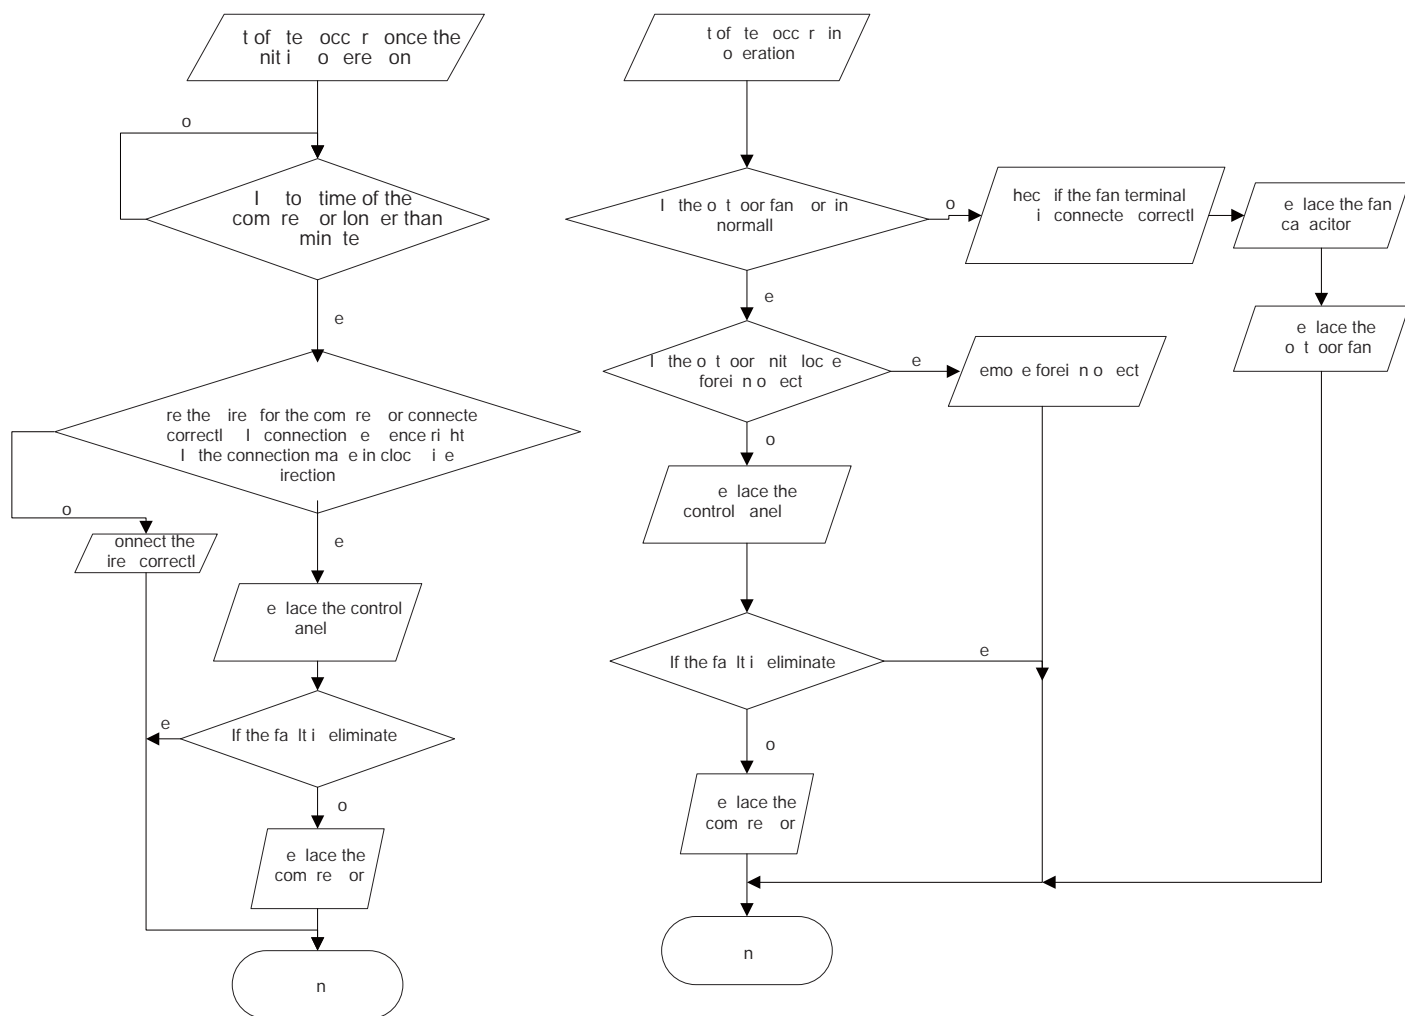 t of te occ r once the
nit i o ere on
o
I to time of the
com re or lon er than
min te
e
re the ire for the com re or connecte
correctl I connection e ence ri ht
I the connection ma e in cloc i e
irection
o
onnect the
ire correctl
e
e lace the control
anel
e
If the fa lt i eliminate
o
e lace the
com re or
n
t of te occ r in
o eration
I the o t oor fan or in
normall
o
hec if the fan terminal
i connecte correctl
e lace the fan
ca acitor
e lace the
o t oor fan
e
I the o t oor nit loc e
forei n o ect
e
emo e forei n o ect
o
e lace the
control anel
If the fa lt i eliminate
e
o
e lace the
com re or
n